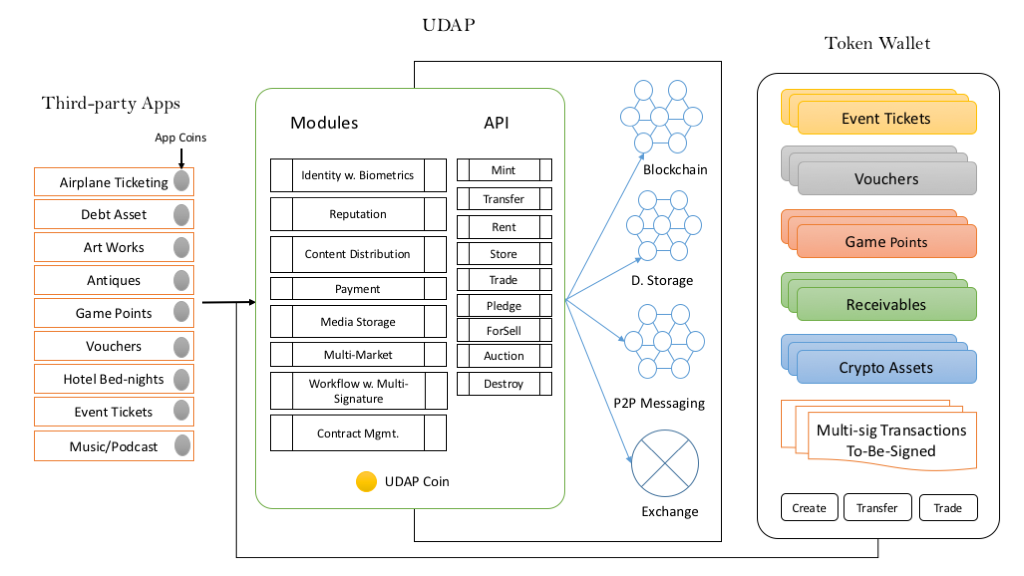 UDAP
Token Wallet
Third-party Apps
App Coins
Airplane Ticketing
Debt Asset
Art Works
Antiques
Game Points
Vouchers
Hotel Bed-nights
Event Tickets
Music/Podcast
Modules
Identity w. Biometrics
Reputation
Content Distribution
Payment
Media Storage
Multi-Market
Workflow w. Multi-
Signature
Contract Mgmt.
API
Mint
Transfer
Rent
Store
Trade
Pledge
ForSell
Auction
Destroy
UDAP Coin
Blockchain
D. Storage
P2P Messaging
Exchange
Event Tickets
Vouchers
Game Points
Receivables
Crypto Assets
Multi-sig Transactions
To-Be-Signed
Create
Transfer
Trade